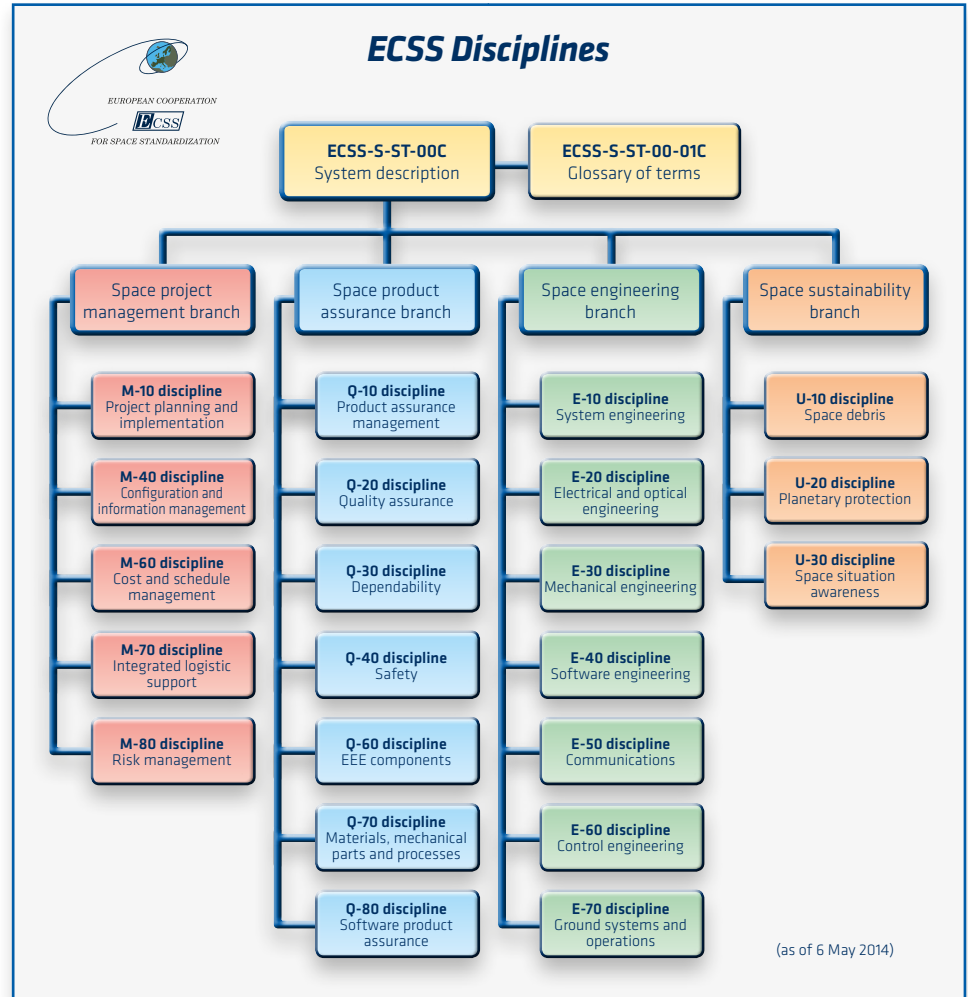 ECSS Disciplines
EUROPEAN COOPERATION
ECSS
FOR SPACE STANDARDIZATION
ECSS-S-ST-00C
System description
ECSS-S-ST-00-01C
Glossary of terms
Space project
management branch
M-10 discipline
Project planning and
implementation
M-40 discipline
Configuration and
information management
M-60 discipline
Cost and schedule
management
M-70 discipline
Integrated logistic
support
M-80 discipline
Risk management
Space product
assurance branch
Q-10 discipline
Product assurance
management
Q-20 discipline
Quality assurance
Q-30 discipline
Dependability
Q-40 discipline
Safety
Q-60 discipline
EEE components
Q-70 discipline
Materials, mechanical
parts and processes
Q-80 discipline
Software product
assurance
Space engineering
branch
E-10 discipline
System engineering
E-20 discipline
Electrical and optical
engineering
E-30 discipline
Mechanical engineering
E-40 discipline
Software engineering
E-50 discipline
Communications
E-60 discipline
Control engineering
E-70 discipline
Ground systems and
operations
Space sustainability
branch
U-10 discipline
Space debris
U-20 discipline
Planetary protection
U-30 discipline
Space situation
awareness
(as of 6 May 2014)